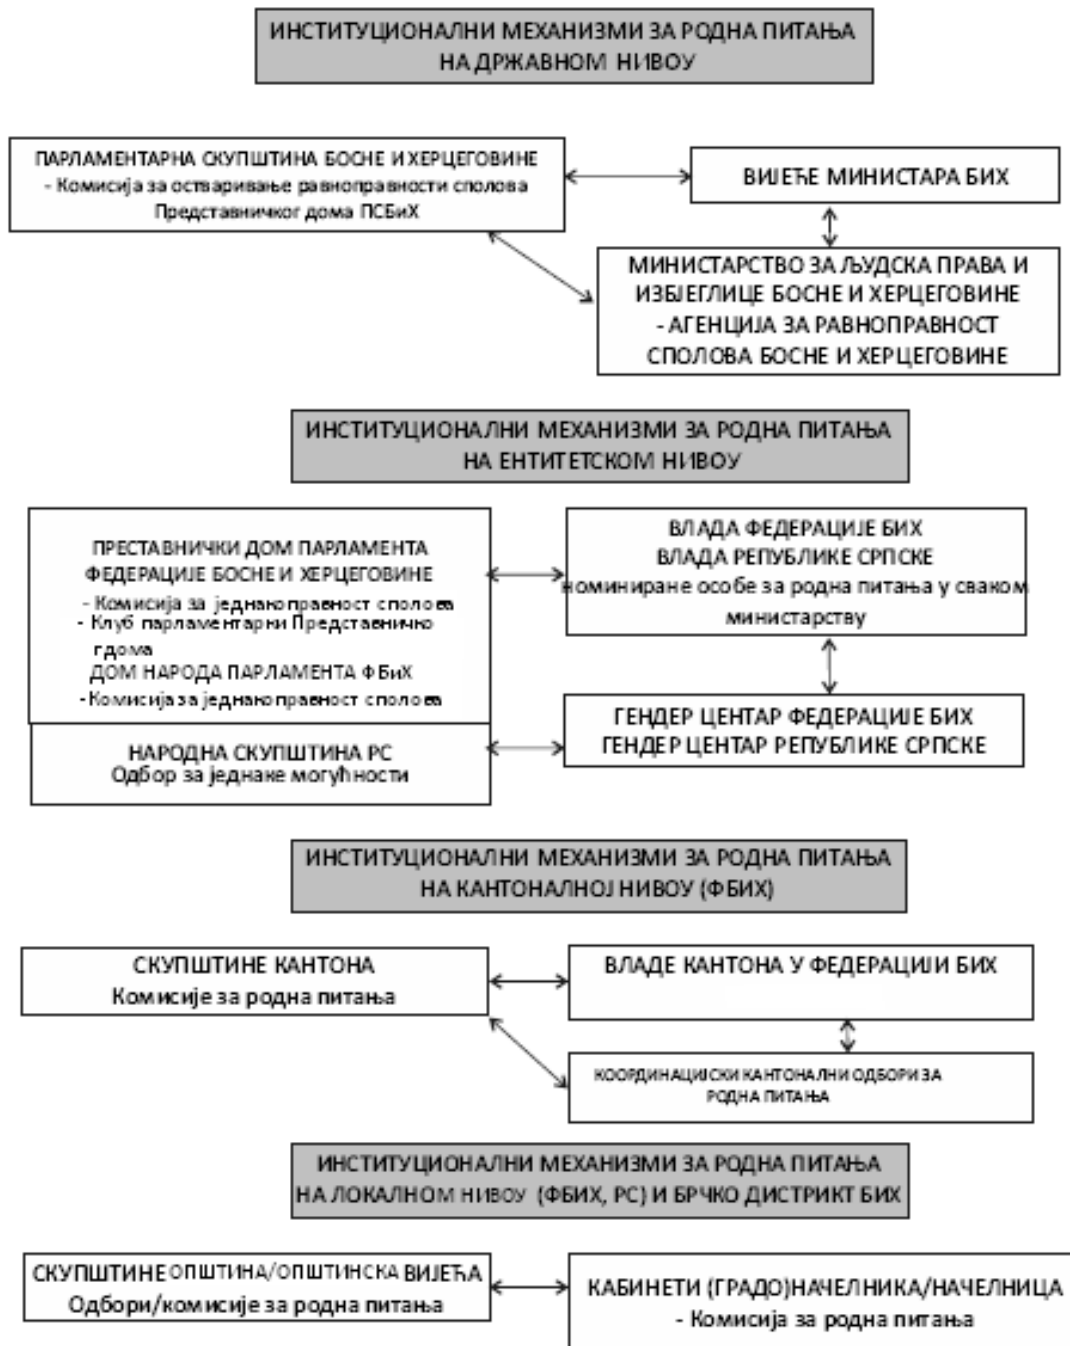 ИНСТИТУЦИОНАЛНИ МЕХАНИЗМИ ЗА РОДНА ПИТАЊА
НА ДРЖАВНОМ НИВОУ
ПАРЛАМЕНТАРНА СКУПШТИНА БОСНЕ И ХЕРЦЕГОВИНЕ
- Комисија за остваривање равноправности сполова
Представничког дома ПСБиХ
ВИЈЕЋЕ МИНИСТАРА БИХ
МИНИСТАРСТВО ЗА ЉУДСКА ПРАВА И
ИЗБЈЕГЛИЦЕ БОСНЕ И ХЕРЦЕГОВИНЕ
- АГЕНЦИЈА ЗА РАВНОПРАВНОСТ
СПОЛОВА БОСНЕ И ХЕРЦЕГОВИНЕ
ИНСТИТУЦИОНАЛНИ МЕХАНИЗМИ ЗА РОДНА ПИТАЊА
НА ЕНТИТЕТСКОМ НИВОУ
ПРЕСТАВНИЧКИ ДОМ ПАРЛАМЕНТА
ФЕДЕРАЦИЈЕ БОСНЕ И ХЕРЦЕГОВИНЕ
- Комисија за једнакоправност сполова
- Клуб парламентарки Представничко
г дома
ДОМ НАРОДА ПАРЛАМЕНТА ФБиХ
- Комисија за једнакоправност сполова
НАРОДНА СКУПШТИНА РС
Одбор за једнаке могућности
ВЛАДА ФЕДЕРАЦИЈЕ БИХ
ВЛАДА РЕПУБЛИКЕ СРПСКЕ
номиниране особе за родна питања у сваком
министарству
ГЕНДЕР ЦЕНТАР ФЕДЕРАЦИЈЕ БИХ
ГЕНДЕР ЦЕНТАР РЕПУБЛИКЕ СРПСКЕ
ИНСТИТУЦИОНАЛНИ МЕХАНИЗМИ ЗА РОДНА ПИТАЊА
НА КАНТОНАЛНОЈ НИВОУ (ФБИХ)
СКУПШТИНЕ КАНТОНА
Комисије за родна питања
ВЛАДЕ КАНТОНА У ФЕДЕРАЦИЈИ БИХ
КООРДИНАЦИЈСКИ КАНТОНАЛНИ ОДБОРИ ЗА
РОДНА ПИТАЊА
ИНСТИТУЦИОНАЛНИ МЕХАНИЗМИ ЗА РОДНА ПИТАЊА
НА ЛОКАЛНОМ НИВОУ (ФБИХ, РС) И БРЧКО ДИСТРИКТ БИХ
СКУПШТИНЕ ОПШТИНА/ОПШТИНСКА ВИЈЕЋА
Одбори/комисије за родна питања
КАБИНЕТИ (ГРАДО)НАЧЕЛНИКА/НАЧЕЛНИЦА
- Комисија за родна питања